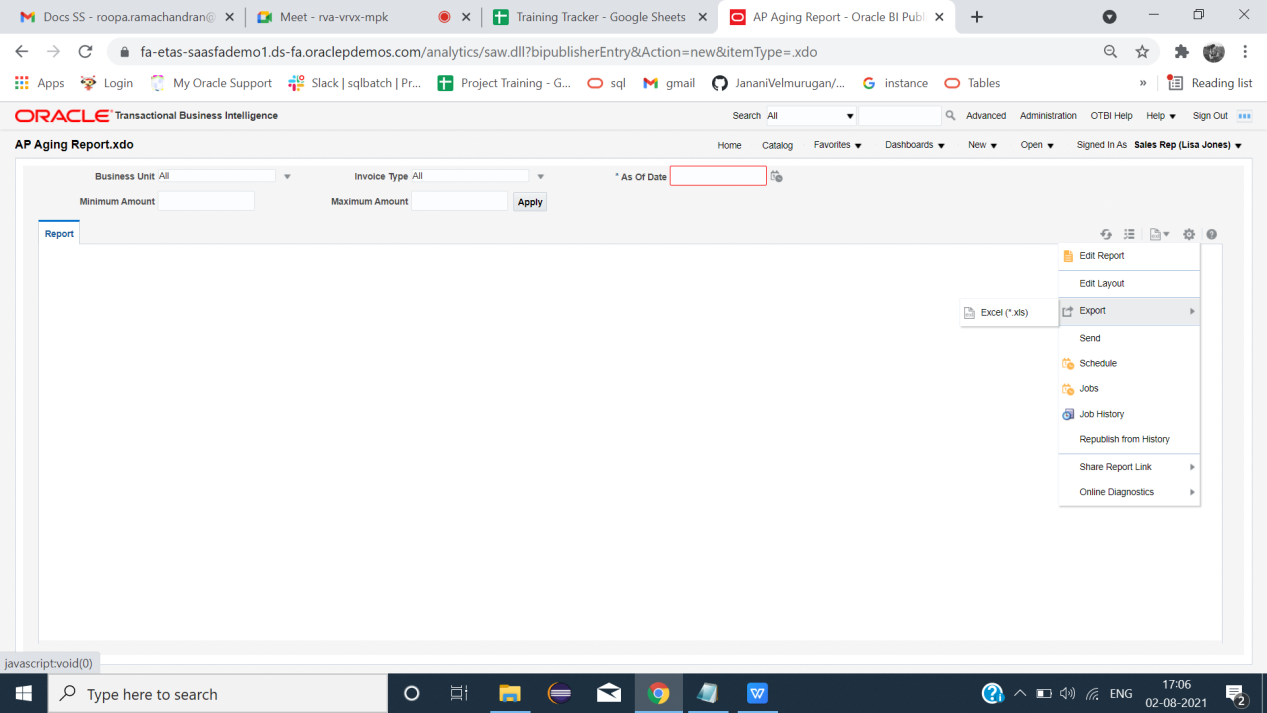 Docs SS - roopa.ramachandran@
Meet - rva-vrvx-mpk
Training Tracker - Google Sheets
AP Aging Report - Oracle BI Publ
fa-etas-saasfademo1.ds-fa.oraclepdemos.com/analytics/saw.dll?bipublisherEntry&Action=new&itemType=.xdo
Apps
Login
My Oracle Support
Slack | sqlbatch | Pr...
Project Training - G...
sql
gmail
JananiVelmurugan/...
instance
Tables
»
Reading list
ORACLE Transactional Business Intelligence
Search All
Advanced
Administration
OTBI Help
Help
Sign Out
AP Aging Report.xdo
Home
Catalog
Favorites
Dashboards
New
Open
Signed In As Sales Rep (Lisa Jones)
Business Unit All
Invoice Type All
* As Of Date
Minimum Amount
Maximum Amount
Apply
Report
Edit Report
Edit Layout
Export
Excel (*.xls)
Send
Schedule
Jobs
Job History
Republish from History
Share Report Link
Online Diagnostics
javascript:void(0)
Type here to search
ENG
17:06
02-08-2021
2